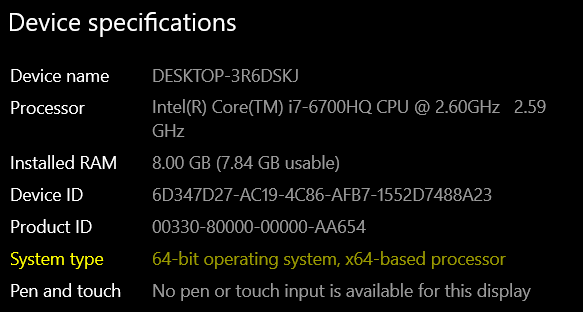 Device specifications
Device name DESKTOP-3R6DSKJ
Processor Intel(R) Core(TM) i7-6700HQ CPU @ 2.60GHz 2.59
GHz
Installed RAM 8.00 GB (7.84 GB usable)
Device ID 6D347D27-AC19-4C86-AFB7-1552D7488A23
Product ID 00330-80000-00000-AA654
System type 64-bit operating system, x64-based processor
Pen and touch No pen or touch input is available for this display